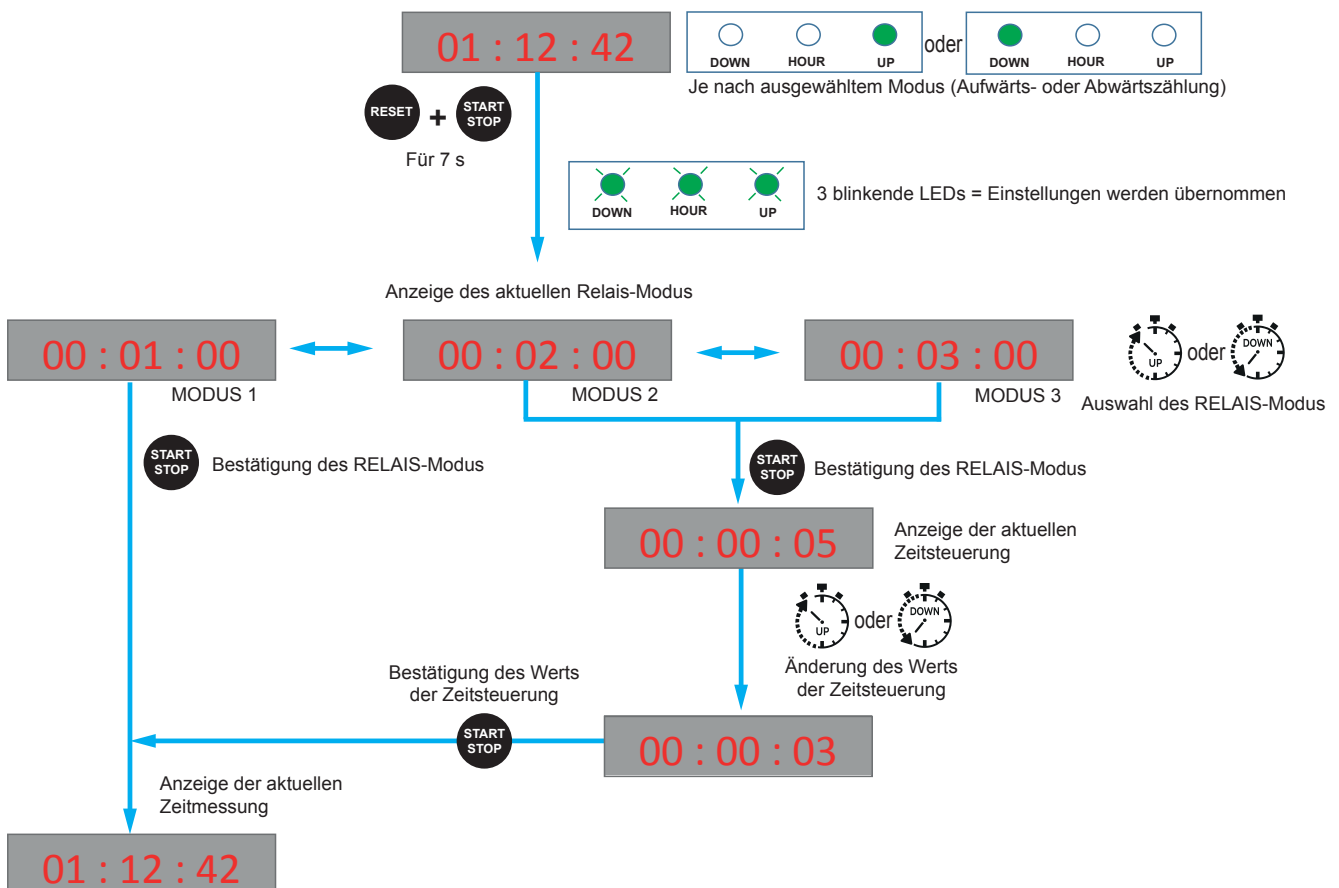 01 : 12 : 42
DOWN HOUR UP
oder
DOWN HOUR UP
Je nach ausgewähltem Modus (Aufwärts- oder Abwärtszählung)
RESET + START STOP
Für 7 s
DOWN HOUR UP
3 blinkende LEDs = Einstellungen werden übernommen
Anzeige des aktuellen Relais-Modus
00 : 01 : 00
MODUS 1
00 : 02 : 00
MODUS 2
00 : 03 : 00
MODUS 3
UP oder DOWN
Auswahl des RELAIS-Modus
START
STOP
Bestätigung des RELAIS-Modus
START
STOP
Bestätigung des RELAIS-Modus
00 : 00 : 05
Anzeige der aktuellen
Zeitsteuerung
UP oder DOWN
Änderung des Werts
der Zeitsteuerung
Bestätigung des Werts
der Zeitsteuerung
START
STOP
00 : 00 : 03
Anzeige der aktuellen
Zeitmessung
01 : 12 : 42